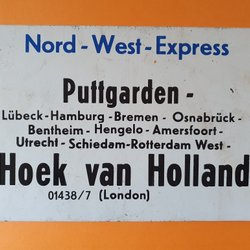 Nord - West - Express
Puttgarden -
Lübeck-Hamburg - Bremen - Osnabrück -
Bentheim - Hengelo - Amersfoort -
Utrecht - Schiedam-Rotterdam West -
Hoek van Holland
01438/7 (London)